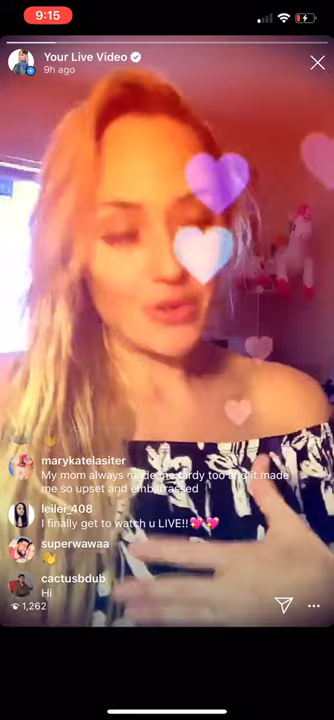 9:15
Your Live Video
9h ago
marykatelasiter
My mom always made me tardy too and it made
me so upset and embarrassed
leilei_408
I finally get to watch u LIVE!!💖💖
superwawaa
👋
cactusbdub
Hi
1,262